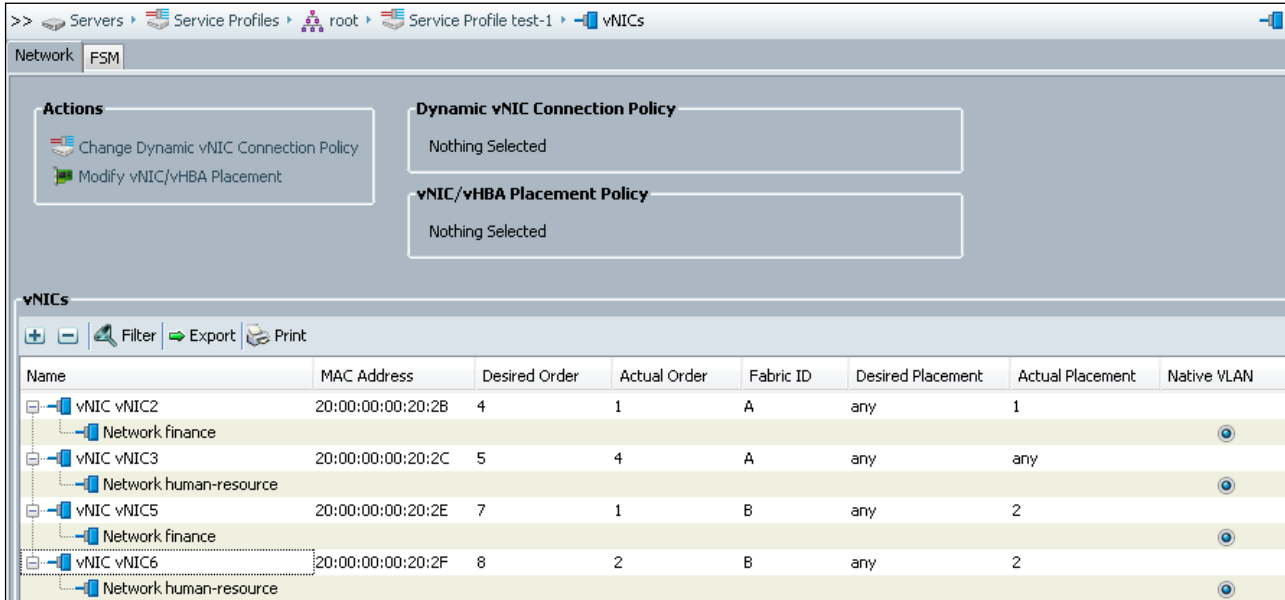 >> Servers Service Profiles root Service Profile test-1 vNICs
Network FSM
Actions
Change Dynamic vNIC Connection Policy
Modify vNIC/vHBA Placement
Dynamic vNIC Connection Policy
Nothing Selected
vNIC/vHBA Placement Policy
Nothing Selected
vNICs
Filter Export Print
Name MAC Address Desired Order Actual Order Fabric ID Desired Placement Actual Placement Native VLAN
vNIC vNIC2 20:00:00:00:20:2B 4 1 A any 1
Network finance
vNIC vNIC3 20:00:00:00:20:2C 5 4 A any any
Network human-resource
vNIC vNIC5 20:00:00:00:20:2E 7 1 B any 2
Network finance
vNIC vNIC6 20:00:00:00:20:2F 8 2 B any 2
Network human-resource